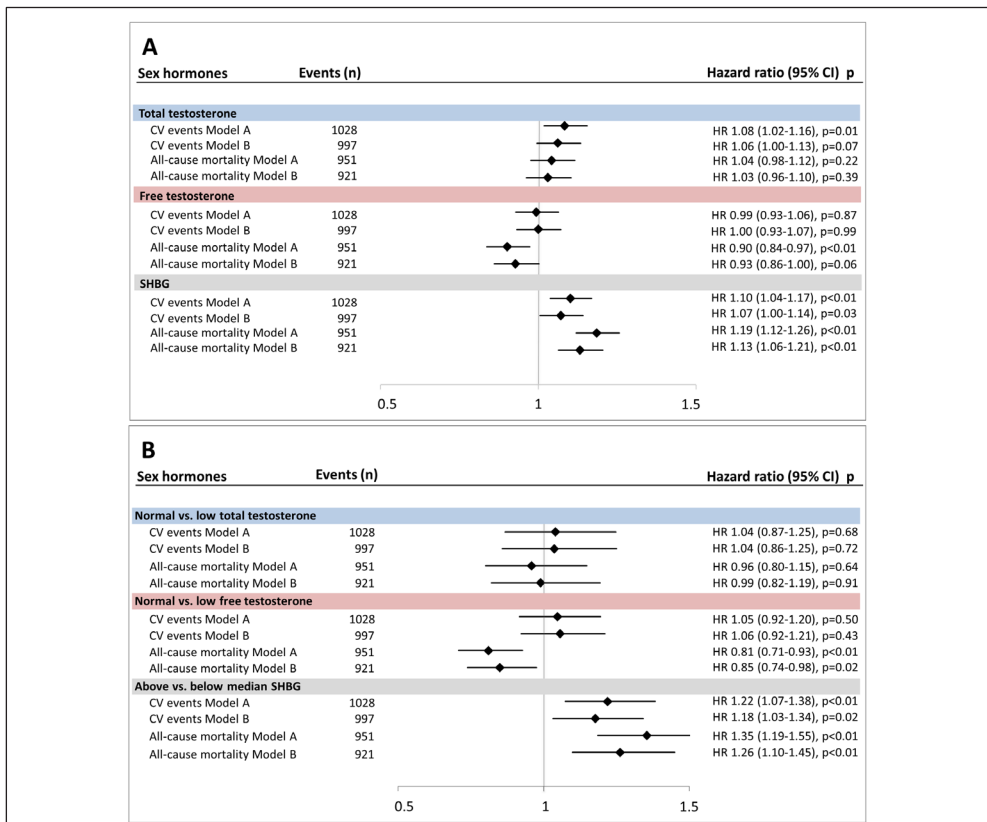 A
Sex hormones Events (n) Hazard ratio (95% CI) p
Total testosterone
CV events Model A 1028 HR 1.08 (1.02-1.16), p=0.01
CV events Model B 997 HR 1.06 (1.00-1.13), p=0.07
All-cause mortality Model A 951 HR 1.04 (0.98-1.12), p=0.22
All-cause mortality Model B 921 HR 1.03 (0.96-1.10), p=0.39
Free testosterone
CV events Model A 1028 HR 0.99 (0.93-1.06), p=0.87
CV events Model B 997 HR 1.00 (0.93-1.07), p=0.99
All-cause mortality Model A 951 HR 0.90 (0.84-0.97), p<0.01
All-cause mortality Model B 921 HR 0.93 (0.86-1.00), p=0.06
SHBG
CV events Model A 1028 HR 1.10 (1.04-1.17), p<0.01
CV events Model B 997 HR 1.07 (1.00-1.14), p=0.03
All-cause mortality Model A 951 HR 1.19 (1.12-1.26), p<0.01
All-cause mortality Model B 921 HR 1.13 (1.06-1.21), p<0.01
0.5 1 1.5
B
Sex hormones Events (n) Hazard ratio (95% CI) p
Normal vs. low total testosterone
CV events Model A 1028 HR 1.04 (0.87-1.25), p=0.68
CV events Model B 997 HR 1.04 (0.86-1.25), p=0.72
All-cause mortality Model A 951 HR 0.96 (0.80-1.15), p=0.64
All-cause mortality Model B 921 HR 0.99 (0.82-1.19), p=0.91
Normal vs. low free testosterone
CV events Model A 1028 HR 1.05 (0.92-1.20), p=0.50
CV events Model B 997 HR 1.06 (0.92-1.21), p=0.43
All-cause mortality Model A 951 HR 0.81 (0.71-0.93), p<0.01
All-cause mortality Model B 921 HR 0.85 (0.74-0.98), p=0.02
Above vs. below median SHBG
CV events Model A 1028 HR 1.22 (1.07-1.38), p<0.01
CV events Model B 997 HR 1.18 (1.03-1.34), p=0.02
All-cause mortality Model A 951 HR 1.35 (1.19-1.55), p<0.01
All-cause mortality Model B 921 HR 1.26 (1.10-1.45), p<0.01
0.5 1 1.5